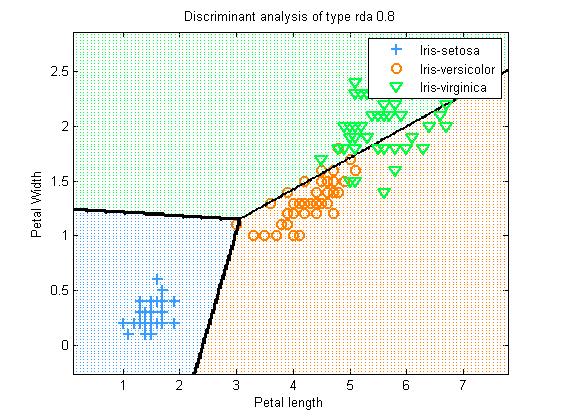 Discriminant analysis of type rda 0.8
Iris-setosa
Iris-versicolor
Iris-virginica
2.5
2
1.5
1
0.5
0
Petal Width
1 2 3 4 5 6 7
Petal length